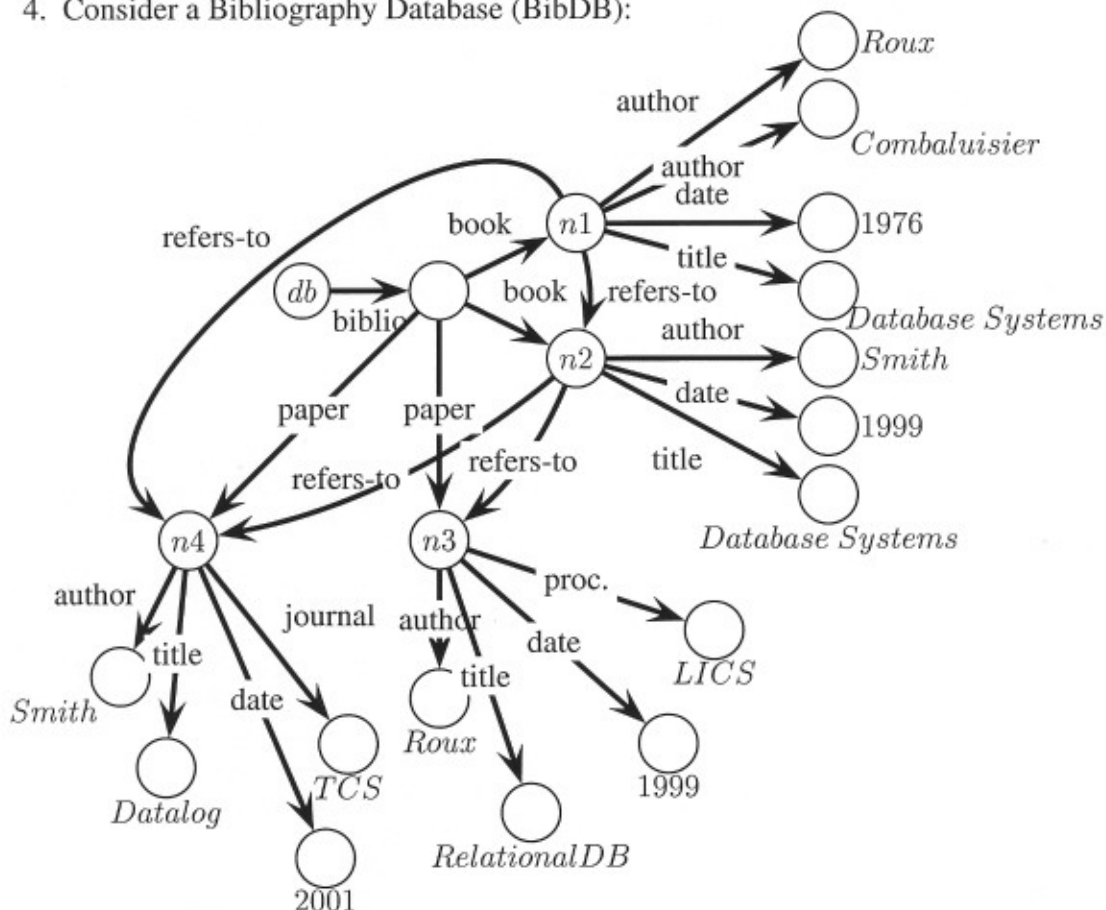 4. Consider a Bibliography Database (BibDB):
Roux
author
Combaluisier
author
date
n1
1976
book
refers-to
title
db
book
refers-to
Database Systems
biblio
author
n2
Smith
date
1999
paper
paper
refers-to
title
refers-to
Database Systems
n4
n3
proc.
author
journal
author
date
title
LICS
title
date
Smith
Roux
TCS
1999
Datalog
RelationalDB
2001